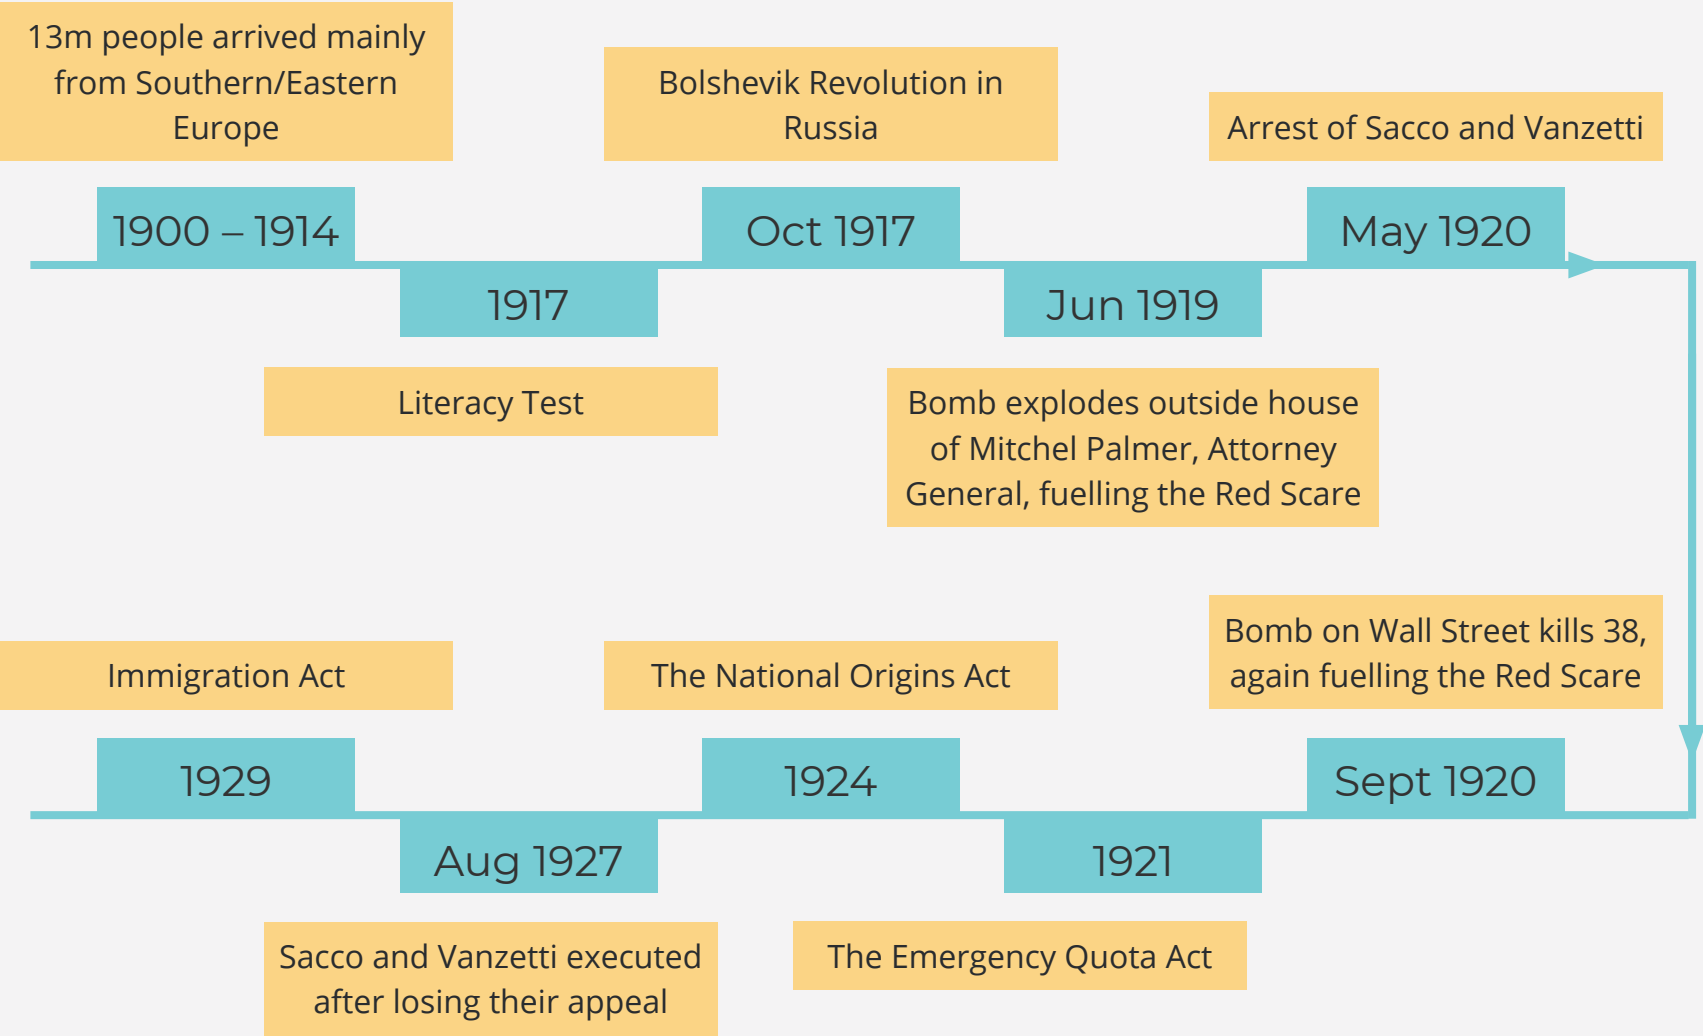 13m people arrived mainly
from Southern/Eastern
Europe
1900 – 1914
1917
Literacy Test
Bolshevik Revolution in
Russia
Oct 1917
Jun 1919
Bomb explodes outside house
of Mitchel Palmer, Attorney
General, fuelling the Red Scare
Arrest of Sacco and Vanzetti
May 1920
Bomb on Wall Street kills 38,
again fuelling the Red Scare
Sept 1920
1921
The Emergency Quota Act
The National Origins Act
1924
Aug 1927
Sacco and Vanzetti executed
after losing their appeal
Immigration Act
1929